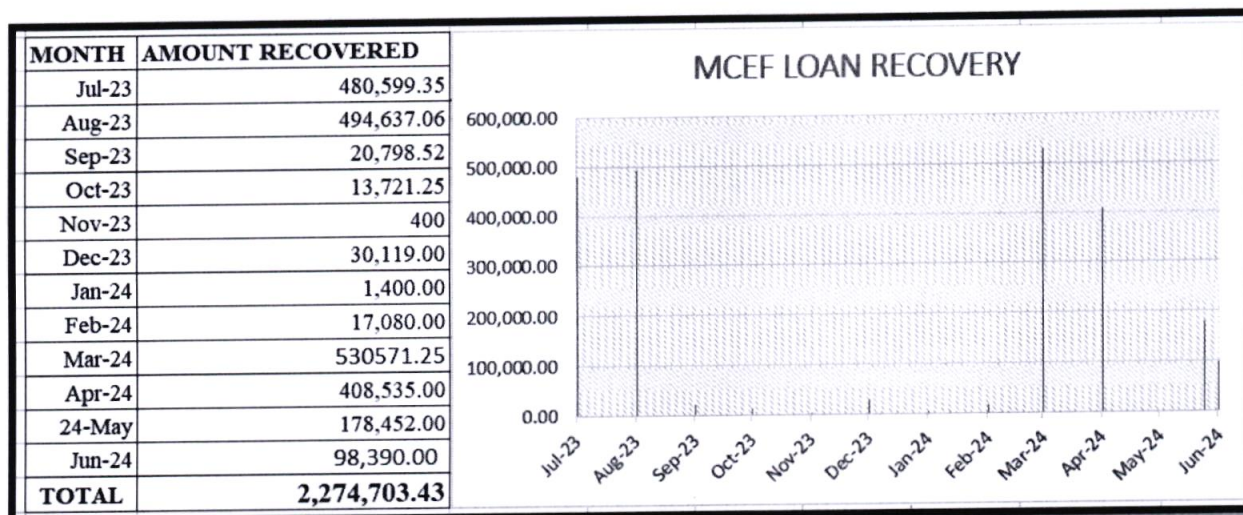 MONTH AMOUNT RECOVERED
Jul-23 480,599.35
Aug-23 494,637.06
Sep-23 20,798.52
Oct-23 13,721.25
Nov-23 400
Dec-23 30,119.00
Jan-24 1,400.00
Feb-24 17,080.00
Mar-24 530571.25
Apr-24 408,535.00
24-May 178,452.00
Jun-24 98,390.00
TOTAL 2,274,703.43
MCEF LOAN RECOVERY
600,000.00
500,000.00
400,000.00
300,000.00
200,000.00
100,000.00
0.00
Jul-23 Aug-23 Sep-23 Oct-23 Nov-23 Dec-23 Jan-24 Feb-24 Mar-24 Apr-24 May-24 Jun-24